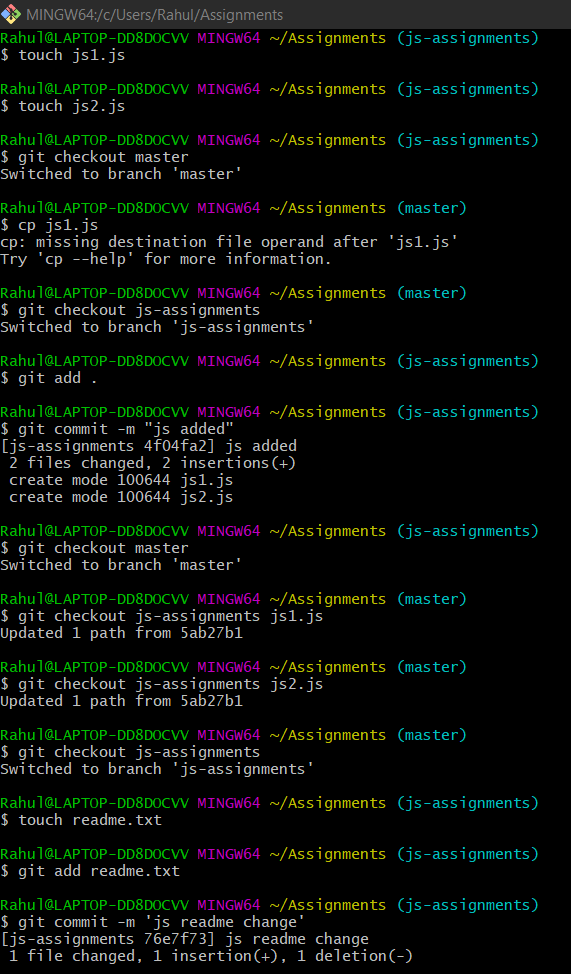 MINGW64:/c/Users/Rahul/Assignments
Rahul@LAPTOP-DD8DOCVV MINGW64 ~/Assignments (js-assignments)
$ touch js1.js
Rahul@LAPTOP-DD8DOCVV MINGW64 ~/Assignments (js-assignments)
$ touch js2.js
Rahul@LAPTOP-DD8DOCVV MINGW64 ~/Assignments (js-assignments)
$ git checkout master
Switched to branch 'master'
Rahul@LAPTOP-DD8DOCVV MINGW64 ~/Assignments (master)
$ cp js1.js
cp: missing destination file operand after 'js1.js'
Try 'cp --help' for more information.
Rahul@LAPTOP-DD8DOCVV MINGW64 ~/Assignments (master)
$ git checkout js-assignments
Switched to branch 'js-assignments'
Rahul@LAPTOP-DD8DOCVV MINGW64 ~/Assignments (js-assignments)
$ git add .
Rahul@LAPTOP-DD8DOCVV MINGW64 ~/Assignments (js-assignments)
$ git commit -m "js added"
[js-assignments 4f04fa2] js added
 2 files changed, 2 insertions(+)
 create mode 100644 js1.js
 create mode 100644 js2.js
Rahul@LAPTOP-DD8DOCVV MINGW64 ~/Assignments (js-assignments)
$ git checkout master
Switched to branch 'master'
Rahul@LAPTOP-DD8DOCVV MINGW64 ~/Assignments (master)
$ git checkout js-assignments js1.js
Updated 1 path from 5ab27b1
Rahul@LAPTOP-DD8DOCVV MINGW64 ~/Assignments (master)
$ git checkout js-assignments js2.js
Updated 1 path from 5ab27b1
Rahul@LAPTOP-DD8DOCVV MINGW64 ~/Assignments (master)
$ git checkout js-assignments
Switched to branch 'js-assignments'
Rahul@LAPTOP-DD8DOCVV MINGW64 ~/Assignments (js-assignments)
$ touch readme.txt
Rahul@LAPTOP-DD8DOCVV MINGW64 ~/Assignments (js-assignments)
$ git add readme.txt
Rahul@LAPTOP-DD8DOCVV MINGW64 ~/Assignments (js-assignments)
$ git commit -m 'js readme change'
[js-assignments 76e7f73] js readme change
 1 file changed, 1 insertion(+), 1 deletion(-)